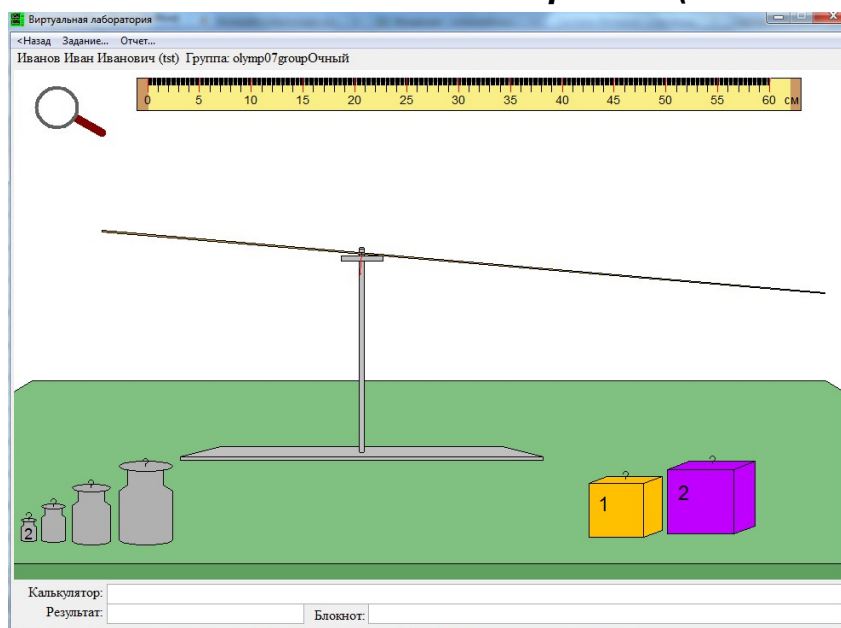 Виртуальная лаборатория
<Назад Задание... Отчет...
Иванов Иван Иванович (tst) Группа: olymp07groupОчный
0 5 10 15 20 25 30 35 40 45 50 55 60 см
2
1
2
Калькулятор:
Результат:
Блокнот: